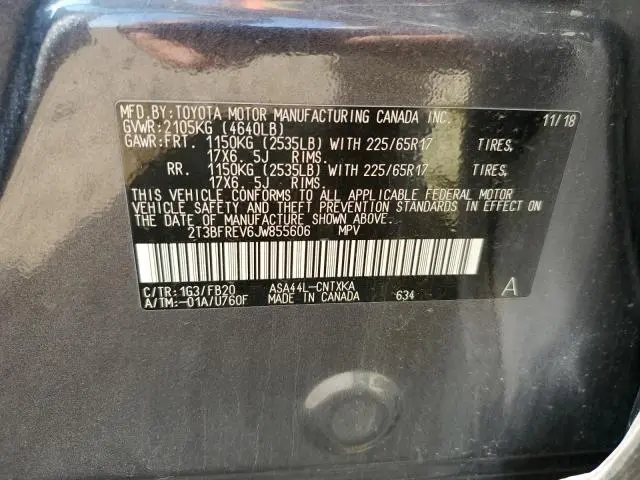 MFD.BY:TOYOTA MOTOR MANUFACTURING CANADA INC. 11/18
GVWR:2105KG (4640LB)
GAWR:FRT. 1150KG (2535LB) WITH 225/65R17 TIRES,
17X6. 5J RIMS.
RR. 1150KG (2535LB) WITH 225/65R17 TIRES,
17X6. 5J RIMS.
THIS VEHICLE CONFORMS TO ALL APPLICABLE FEDERAL MOTOR
VEHICLE SAFETY AND THEFT PREVENTION STANDARDS IN EFFECT ON
THE DATE OF MANUFACTURE SHOWN ABOVE.
2T3BFREV6JW855606 MPV
C/TR:1G3/FB20 ASA44L-CNTXKA
A/TM:-01A/U760F MADE IN CANADA 634 A